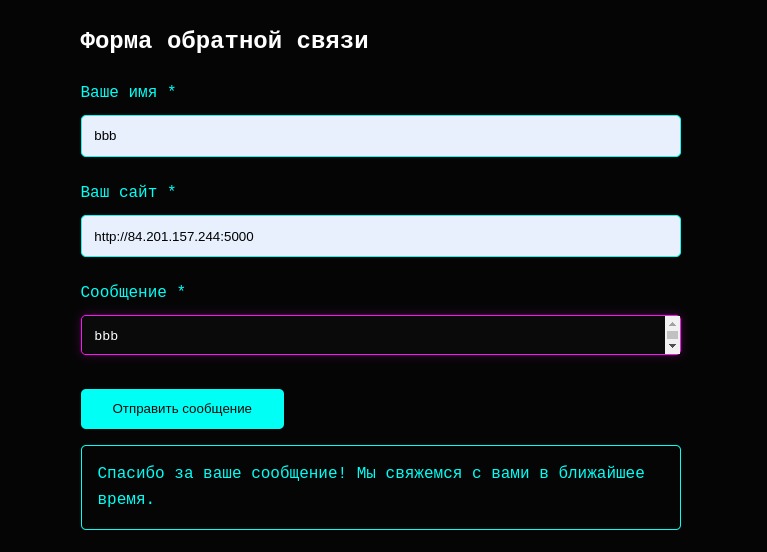 Форма обратной связи
Ваше имя *
bbb
Ваш сайт *
http://84.201.157.244:5000
Сообщение *
bbb
Отправить сообщение
Спасибо за ваше сообщение! Мы свяжемся с вами в ближайшее
время.